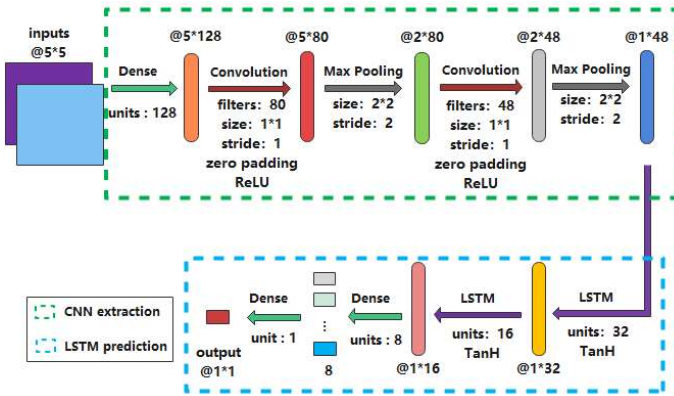 inputs
@5*5
Dense
units : 128
@5*128
Convolution
filters: 80
size: 1*1
stride: 1
zero padding
ReLU
@5*80
Max Pooling
size: 2*2
stride: 2
@2*80
Convolution
filters: 48
size: 1*1
stride: 1
zero padding
ReLU
@2*48
Max Pooling
size: 2*2
stride: 2
@1*48
LSTM
units: 32
TanH
@1*32
LSTM
units: 16
TanH
@1*16
Dense
units : 8
⋮
8
Dense
unit : 1
output
@1*1
CNN extraction
LSTM prediction